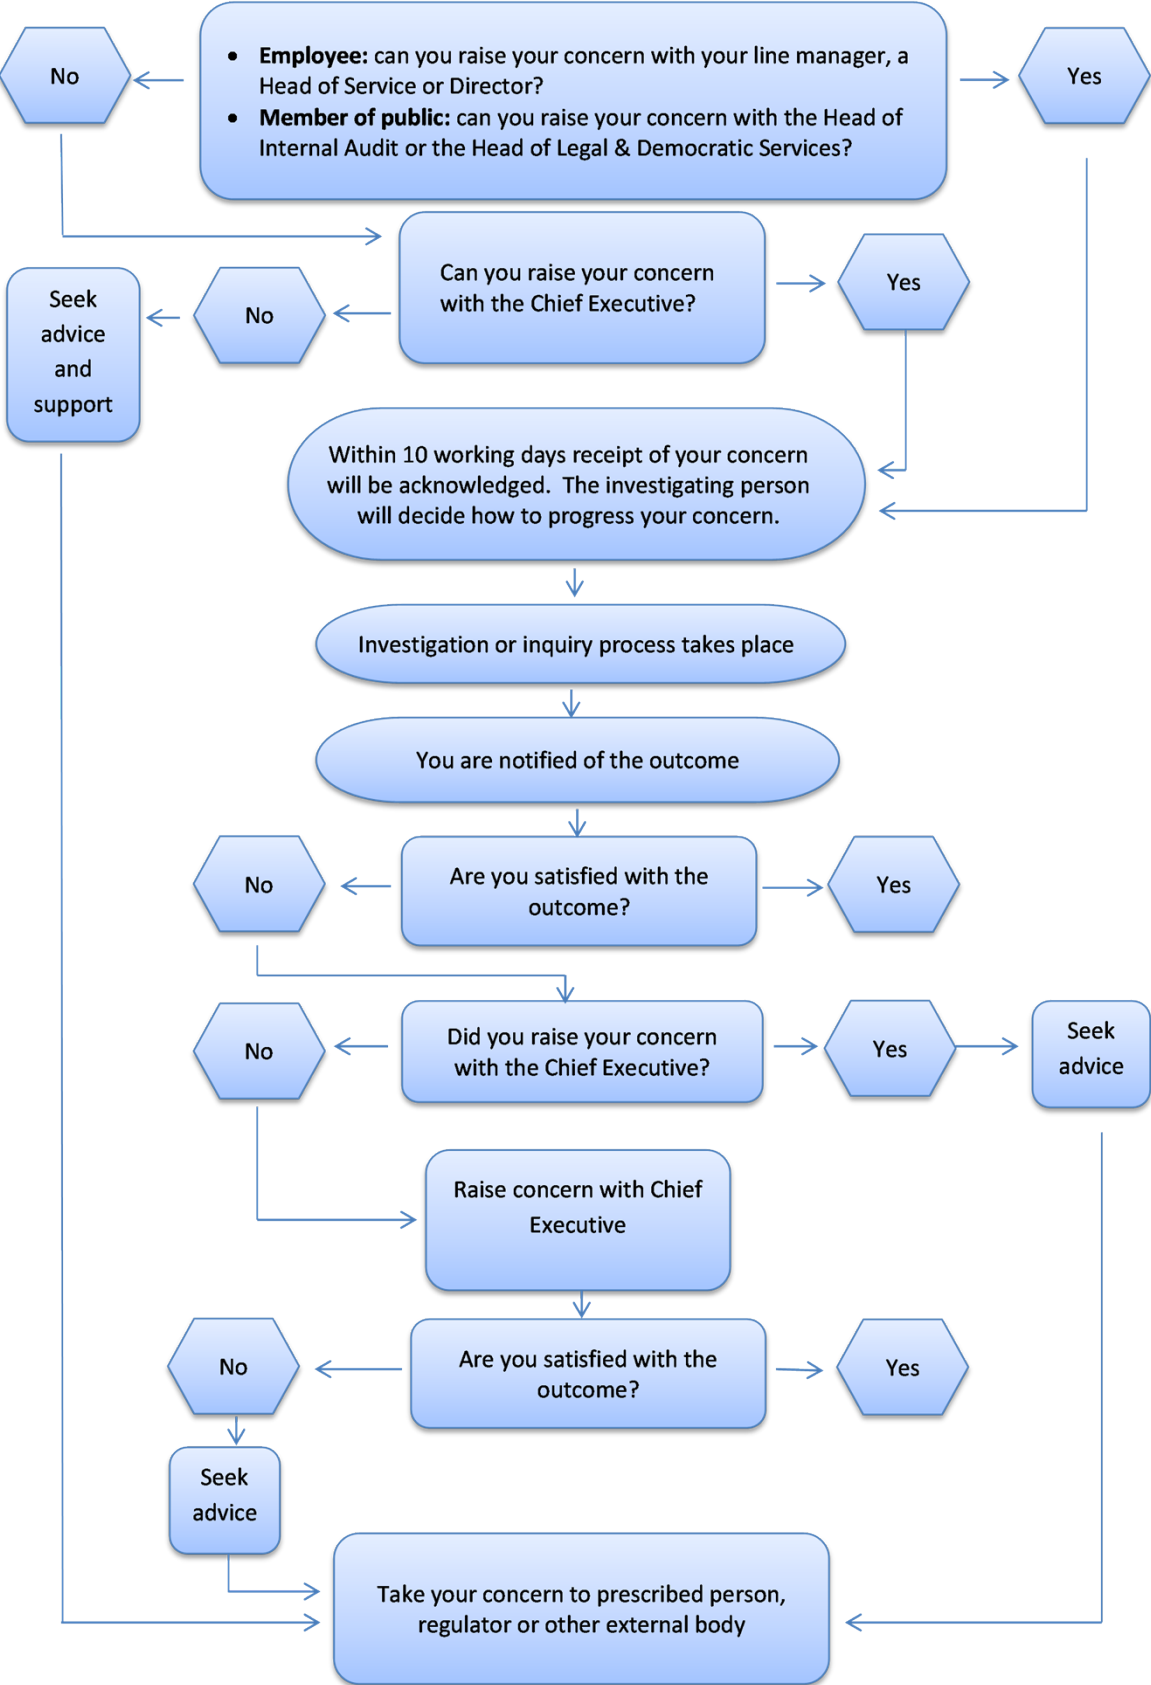 No
• Employee: can you raise your concern with your line manager, a
Head of Service or Director?
• Member of public: can you raise your concern with the Head of
Internal Audit or the Head of Legal & Democratic Services?
Yes
Can you raise your concern
with the Chief Executive?
Yes
No
Seek
advice
and
support
Within 10 working days receipt of your concern
will be acknowledged.  The investigating person
will decide how to progress your concern.
Investigation or inquiry process takes place
You are notified of the outcome
Are you satisfied with the
outcome?
No
Yes
Did you raise your concern
with the Chief Executive?
No
Yes
Seek
advice
Raise concern with Chief
Executive
Are you satisfied with the
outcome?
No
Yes
Seek
advice
Take your concern to prescribed person,
regulator or other external body